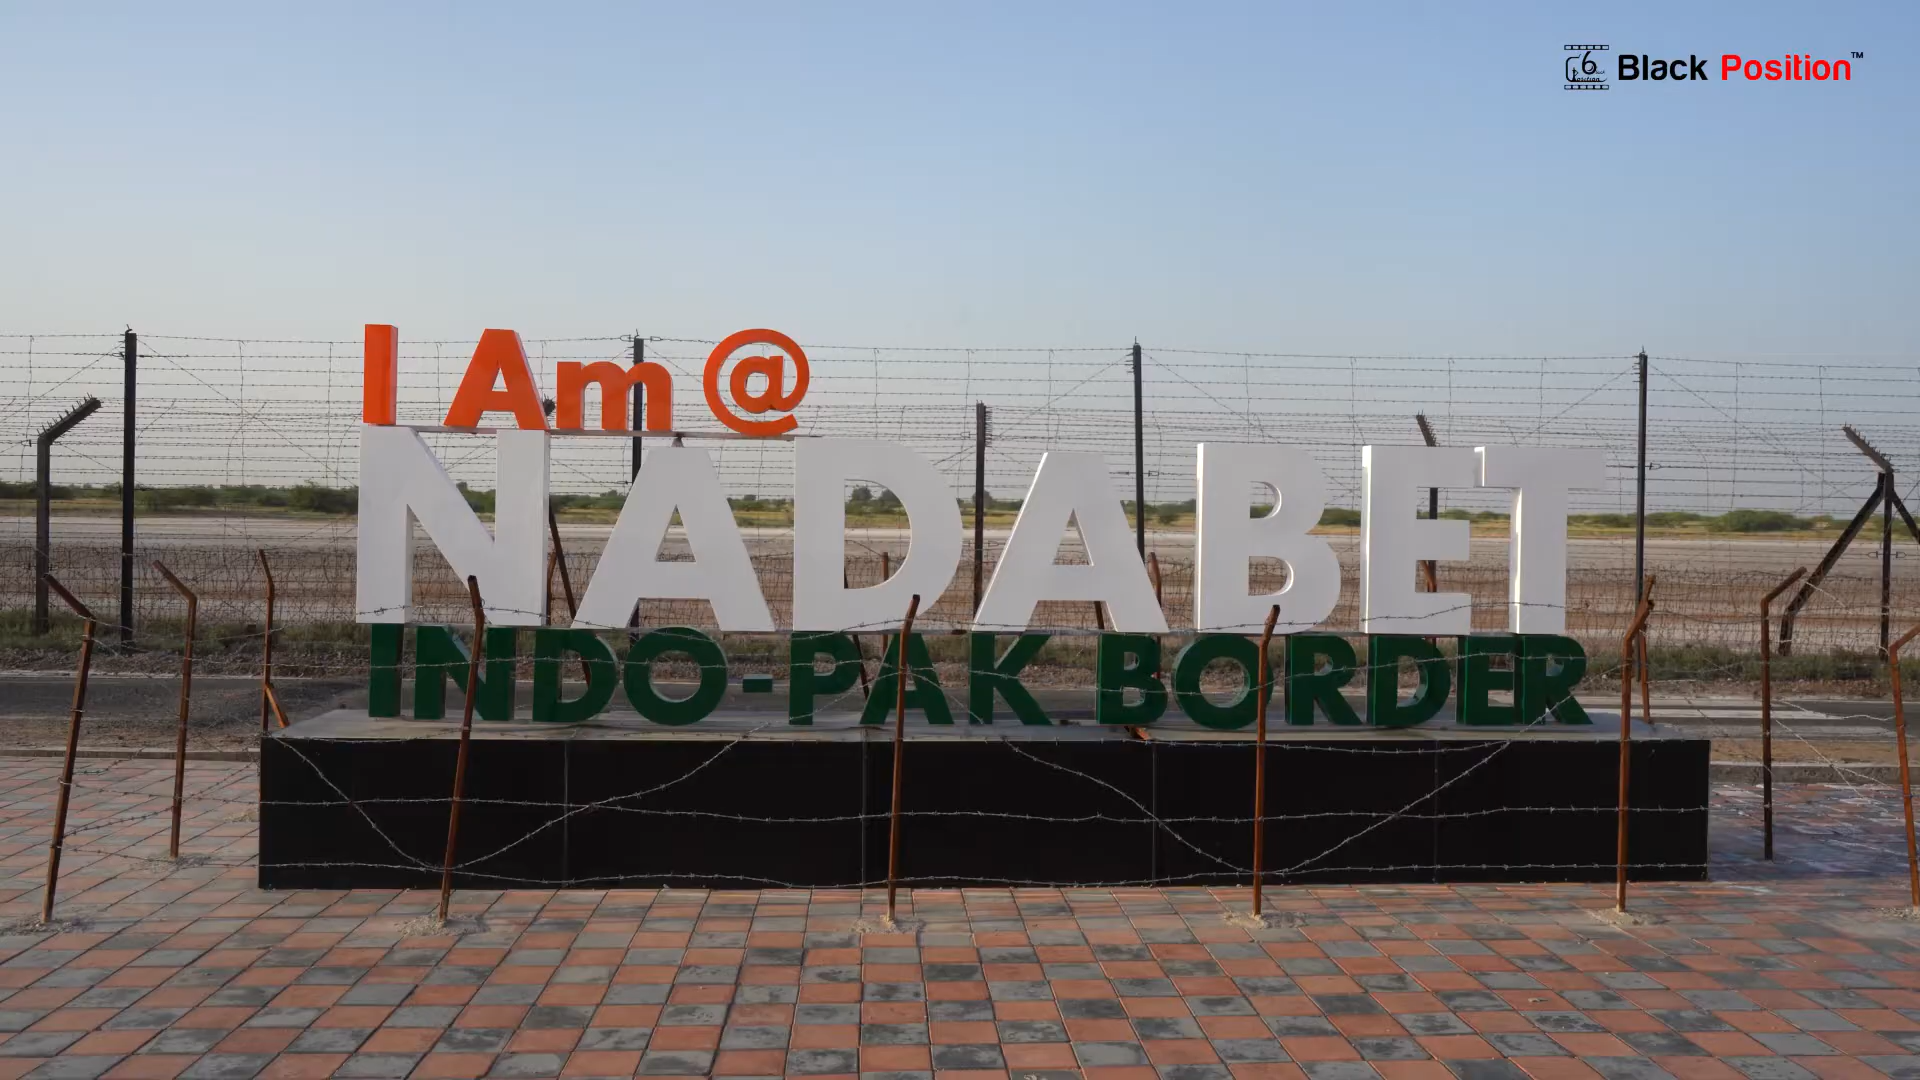 Black Position™
I Am @
NADABET
INDO-PAK BORDER